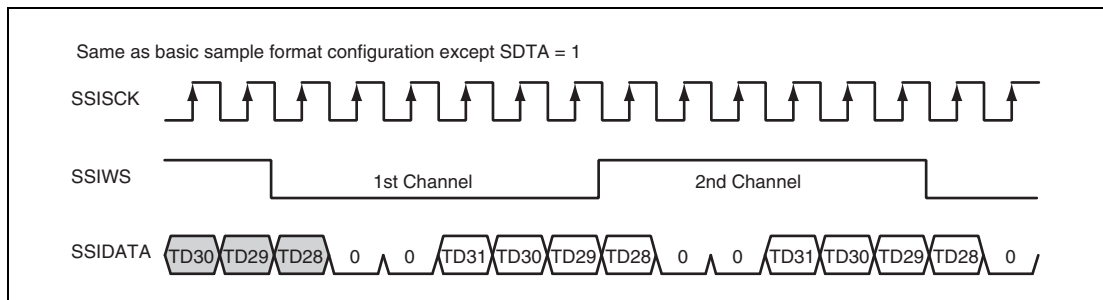 Same as basic sample format configuration except SDTA = 1
SSISCK
SSIWS 1st Channel 2nd Channel
SSIDATA TD30 TD29 TD28 0 0 TD31 TD30 TD29 TD28 0 0 TD31 TD30 TD29 TD28 0